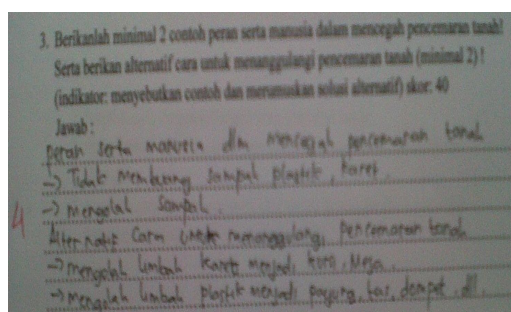 3. Berikanlah minimal 2 contoh peran serta manusia dalam mencegah pencemaran tanah!
Serta berikan alternatif cara untuk menanggulangi pencemaran tanah (minimal 2) !
(indikator: menyebutkan contoh dan merumuskan solusi alternatif) skor: 40
Jawab :
peran serta manusia dlm mencegah pencemaran tanah
-> Tidak membuang sampah plastik, karet.
-> mengolah sampah.
4
Alternatif Cara untuk menanggulangi pencemaran tanah
-> mengolah limbah karet menjadi kursi, meja.
-> mengolah limbah plastik menjadi payung, tas, dompet, dll.